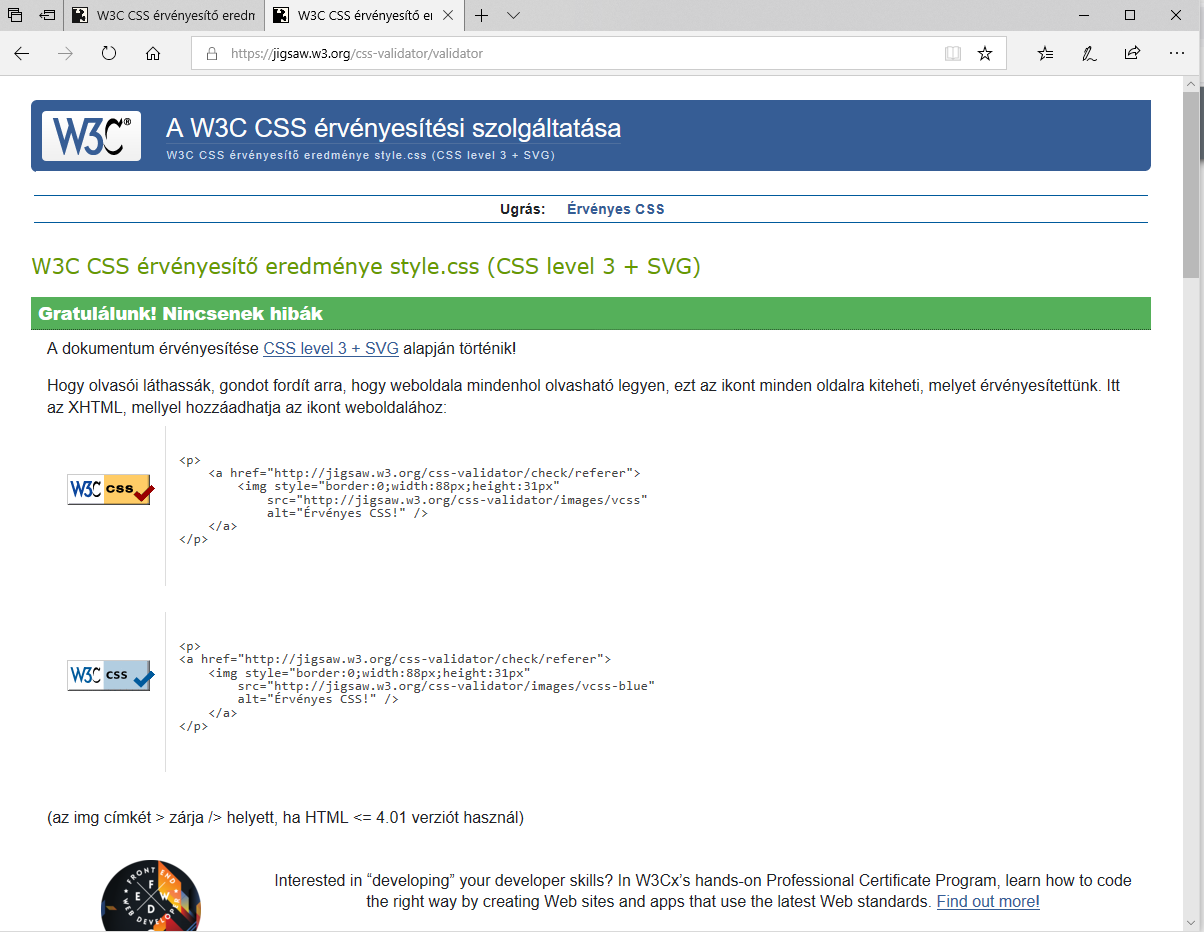 W3C CSS érvényesítő eredm
W3C CSS érvényesítő er
https://jigsaw.w3.org/css-validator/validator
W3C®
A W3C CSS érvényesítési szolgáltatása
W3C CSS érvényesítő eredménye style.css (CSS level 3 + SVG)
Ugrás: Érvényes CSS
W3C CSS érvényesítő eredménye style.css (CSS level 3 + SVG)
Gratulálunk! Nincsenek hibák
A dokumentum érvényesítése CSS level 3 + SVG alapján történik!
Hogy olvasói láthassák, gondot fordít arra, hogy weboldala mindenhol olvasható legyen, ezt az ikont minden oldalra kiteheti, melyet érvényesítettünk. Itt
az XHTML, mellyel hozzáadhatja az ikont weboldalához:
W3C css
<p>
<a href="http://jigsaw.w3.org/css-validator/check/referer">
<img style="border:0;width:88px;height:31px"
src="http://jigsaw.w3.org/css-validator/images/vcss"
alt="Érvényes CSS!" />
</a>
</p>
W3C css
<p>
<a href="http://jigsaw.w3.org/css-validator/check/referer">
<img style="border:0;width:88px;height:31px"
src="http://jigsaw.w3.org/css-validator/images/vcss-blue"
alt="Érvényes CSS!" />
</a>
</p>
(az img címkét > zárja /> helyett, ha HTML <= 4.01 verziót használ)
FRONT END
F E W D
WEB DEVELOPE
Interested in “developing” your developer skills? In W3Cx’s hands-on Professional Certificate Program, learn how to code
the right way by creating Web sites and apps that use the latest Web standards. Find out more!